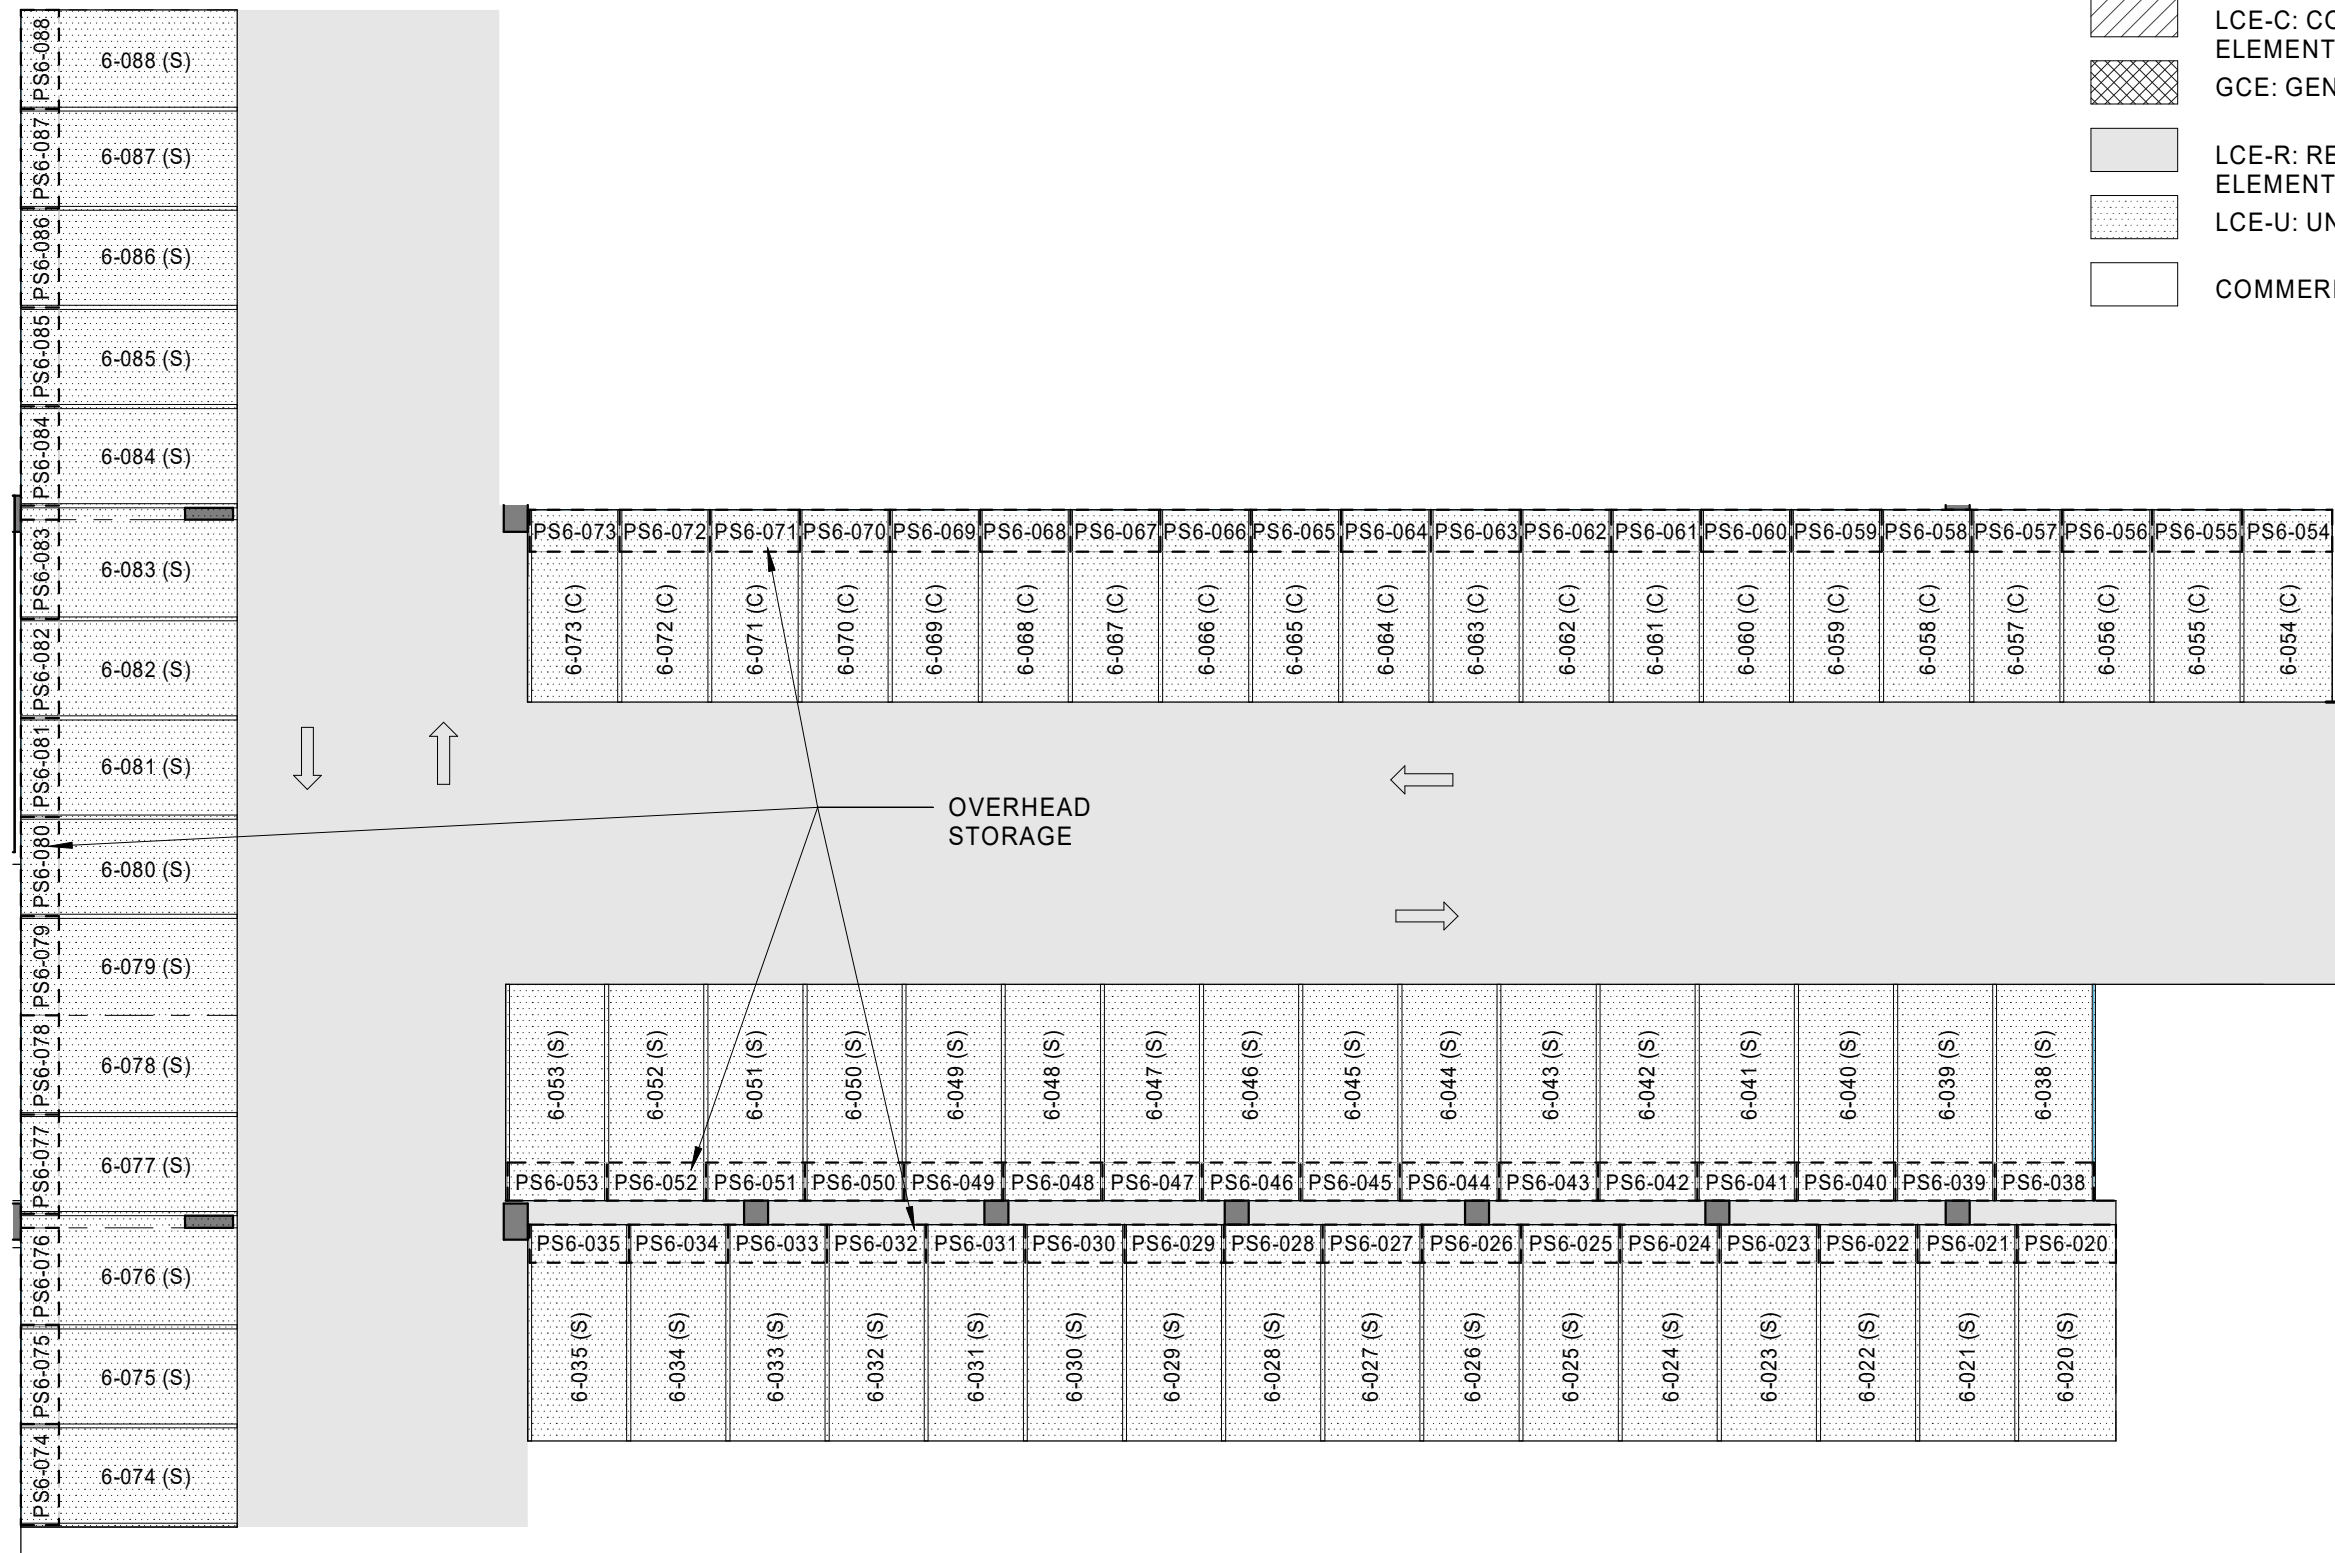 LCE-C: CO
ELEMENT
GCE: GEN
LCE-R: RE
ELEMENT
LCE-U: UN
COMMER
PS6-088
6-088 (S)
PS6-087
6-087 (S)
PS6-086
6-086 (S)
PS6-085
6-085 (S)
PS6-084
6-084 (S)
PS6-083
6-083 (S)
PS6-082
6-082 (S)
PS6-081
6-081 (S)
PS6-080
6-080 (S)
PS6-079
6-079 (S)
PS6-078
6-078 (S)
PS6-077
6-077 (S)
PS6-076
6-076 (S)
PS6-075
6-075 (S)
PS6-074
6-074 (S)
PS6-073 PS6-072 PS6-071 PS6-070 PS6-069 PS6-068 PS6-067 PS6-066 PS6-065 PS6-064 PS6-063 PS6-062 PS6-061 PS6-060 PS6-059 PS6-058 PS6-057 PS6-056 PS6-055 PS6-054
6-073 (C)
6-072 (C)
6-071 (C)
6-070 (C)
6-069 (C)
6-068 (C)
6-067 (C)
6-066 (C)
6-065 (C)
6-064 (C)
6-063 (C)
6-062 (C)
6-061 (C)
6-060 (C)
6-059 (C)
6-058 (C)
6-057 (C)
6-056 (C)
6-055 (C)
6-054 (C)
OVERHEAD
STORAGE
6-053 (S)
6-052 (S)
6-051 (S)
6-050 (S)
6-049 (S)
6-048 (S)
6-047 (S)
6-046 (S)
6-045 (S)
6-044 (S)
6-043 (S)
6-042 (S)
6-041 (S)
6-040 (S)
6-039 (S)
6-038 (S)
PS6-053 PS6-052 PS6-051 PS6-050 PS6-049 PS6-048 PS6-047 PS6-046 PS6-045 PS6-044 PS6-043 PS6-042 PS6-041 PS6-040 PS6-039 PS6-038
PS6-035 PS6-034 PS6-033 PS6-032 PS6-031 PS6-030 PS6-029 PS6-028 PS6-027 PS6-026 PS6-025 PS6-024 PS6-023 PS6-022 PS6-021 PS6-020
6-035 (S)
6-034 (S)
6-033 (S)
6-032 (S)
6-031 (S)
6-030 (S)
6-029 (S)
6-028 (S)
6-027 (S)
6-026 (S)
6-025 (S)
6-024 (S)
6-023 (S)
6-022 (S)
6-021 (S)
6-020 (S)